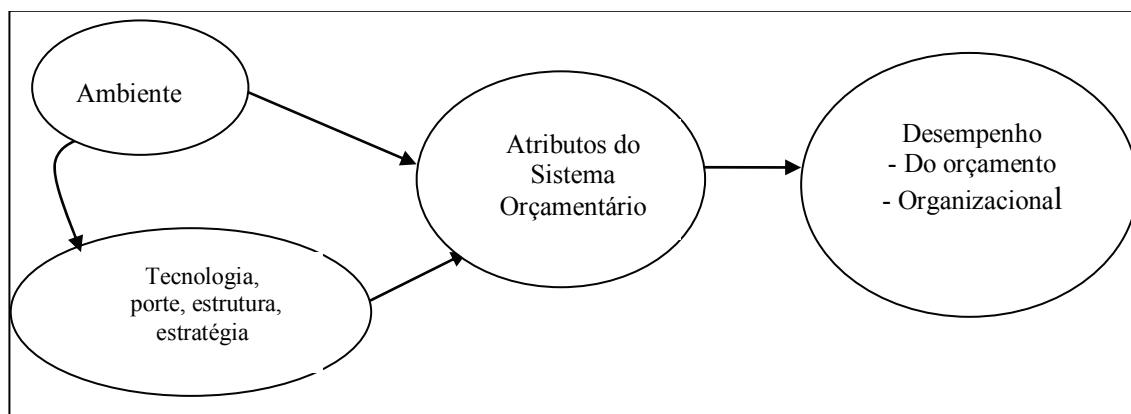 Ambiente
Tecnologia,
porte, estrutura,
estratégia
Atributos do
Sistema
Orçamentário
Desempenho
- Do orçamento
- Organizacional